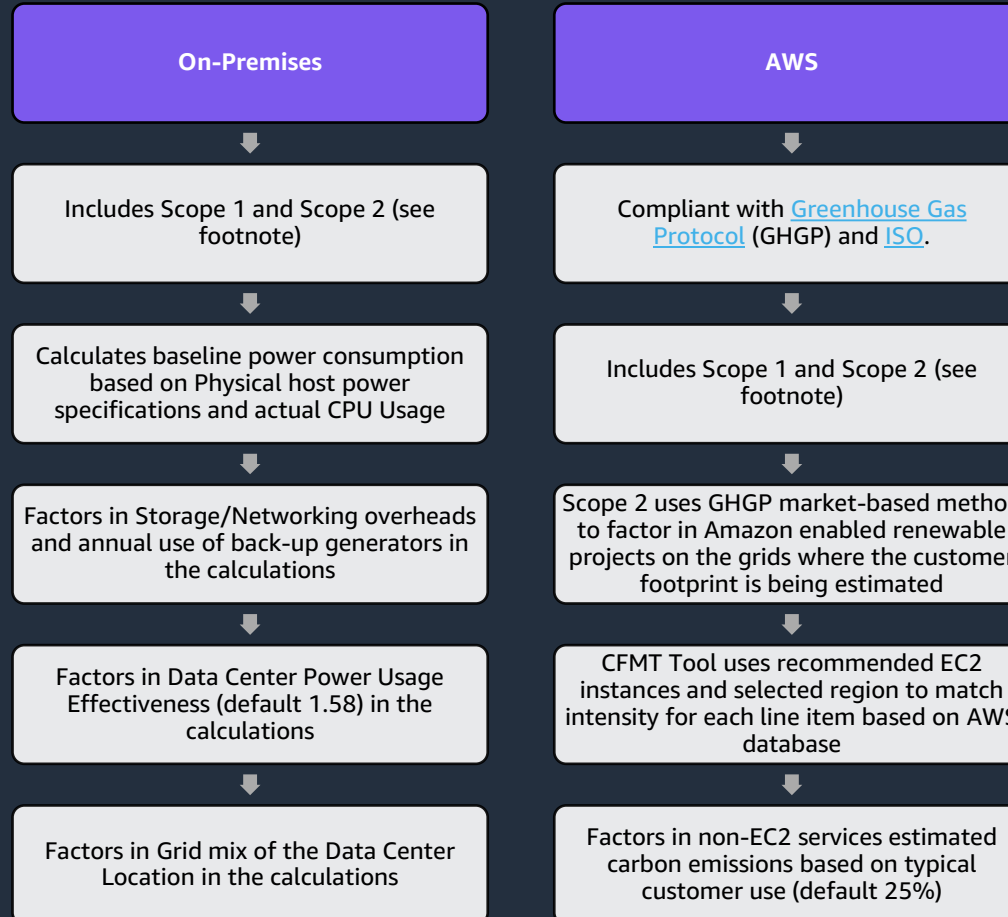 On-Premises
Includes Scope 1 and Scope 2 (see
footnote)
Calculates baseline power consumption
based on Physical host power
specifications and actual CPU Usage
Factors in Storage/Networking overheads
and annual use of back-up generators in
the calculations
Factors in Data Center Power Usage
Effectiveness (default 1.58) in the
calculations
Factors in Grid mix of the Data Center
Location in the calculations
AWS
Compliant with Greenhouse Gas
Protocol (GHGP) and ISO.
Includes Scope 1 and Scope 2 (see
footnote)
Scope 2 uses GHGP market-based metho
to factor in Amazon enabled renewable
projects on the grids where the customer
footprint is being estimated
CFMT Tool uses recommended EC2
instances and selected region to match
intensity for each line item based on AWS
database
Factors in non-EC2 services estimated
carbon emissions based on typical
customer use (default 25%)